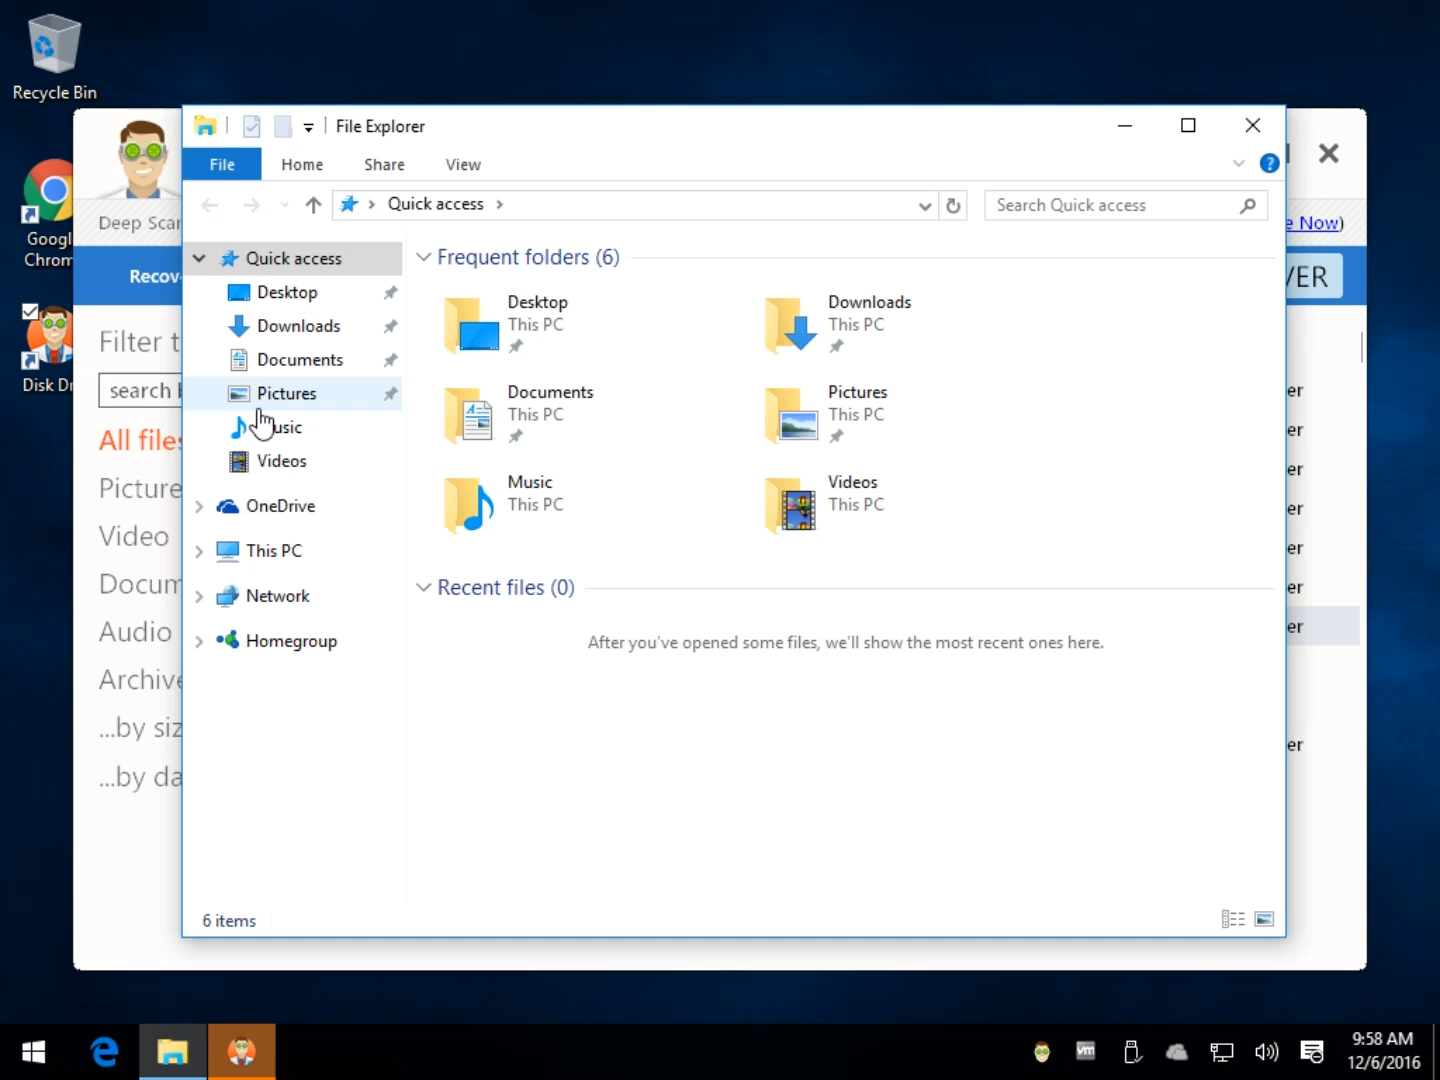 Recycle Bin
File Explorer
File
Home
Share
View
Quick access
Search Quick access
Deep Scan
e Now)
Googl
Chrom
Recov
VER
Quick access
Desktop
Downloads
Documents
Pictures
usic
Videos
OneDrive
This PC
Network
Homegroup
Frequent folders (6)
Desktop
This PC
Downloads
This PC
Documents
This PC
Pictures
This PC
Music
This PC
Videos
This PC
Recent files (0)
After you've opened some files, we'll show the most recent ones here.
Disk Dr
Filter t
search b
All files
Picture
Video
Docum
Audio
Archive
...by siz
...by da
er
er
er
er
er
er
er
er
6 items
vm
9:58 AM
12/6/2016